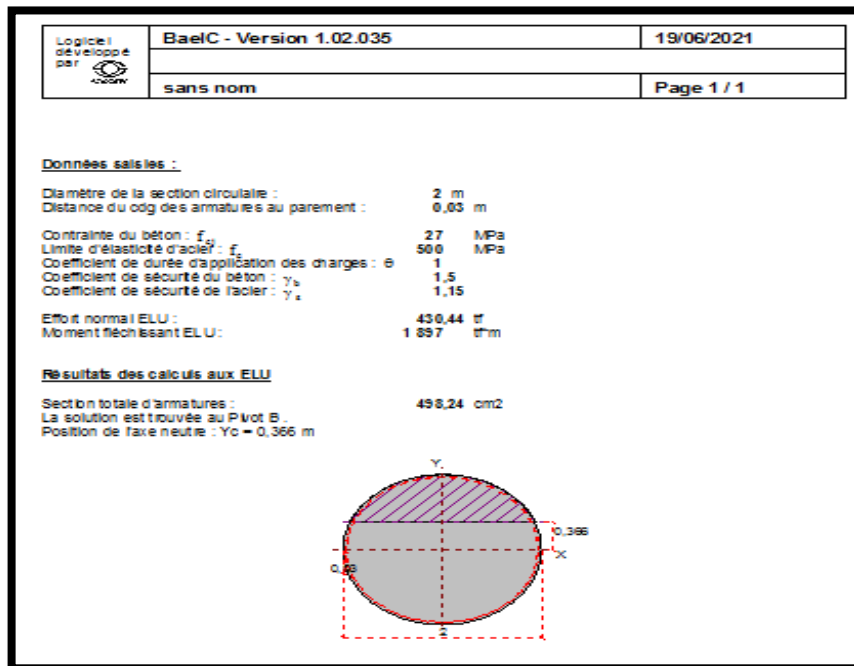 Logiciel
développé
par
BaelC - Version 1.02.035
19/06/2021
sans nom
Page 1 / 1
Données saisies :
Diamètre de la section circulaire : 2 m
Distance du cdg des armatures au parement : 0,03 m
Contrainte du béton : f 27 MPa
Limite d'élasticité d'acier : f 500 MPa
Coefficient de durée d'application des charges : θ 1
Coefficient de sécurité du béton : γb 1,5
Coefficient de sécurité de l'acier : γ 1,15
Effort normal ELU : 430,44 tf
Moment fléchissant ELU : 1 897 tf*m
Résultats des calculs aux ELU
Section totale d'armatures : 498,24 cm2
La solution est trouvée au Pivot B .
Position de l'axe neutre : Yc = 0,366 m
Y
0,366
X
0,03
2